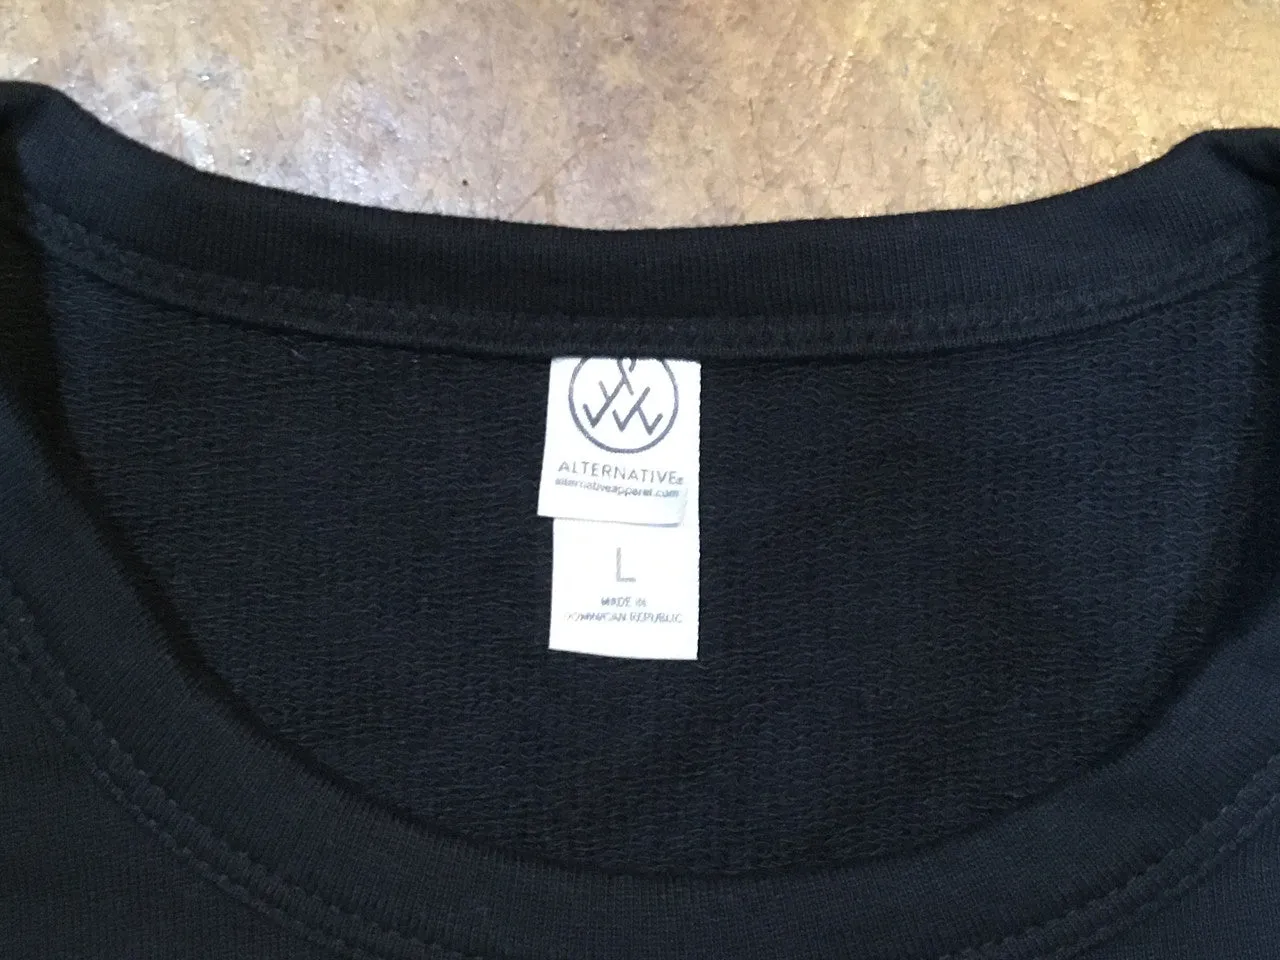 ALTERNATIVE®
alternativeapparel.com
L
MADE IN
DOMINICAN REPUBLIC